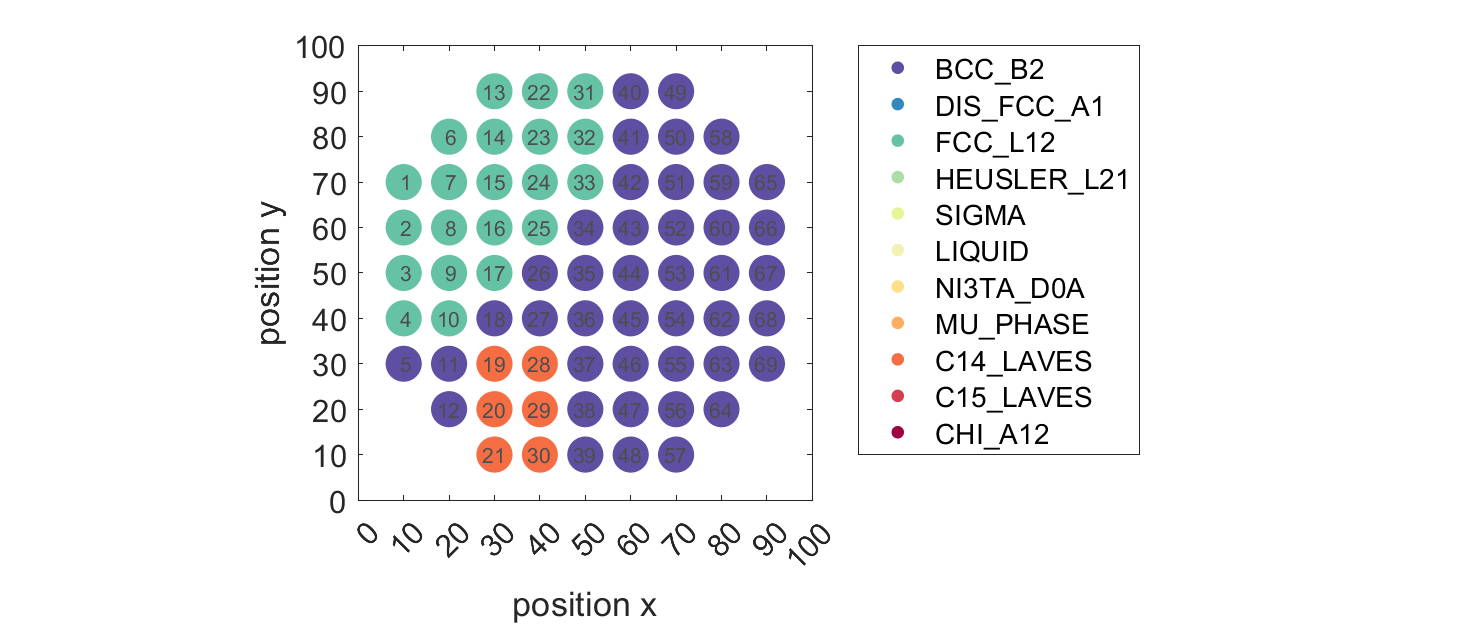 100
90
80
70
60
50
40
30
20
10
0
position y
13 22 31 40 49
6 14 23 32 41 50 58
1 7 15 24 33 42 51 59 65
2 8 16 25 34 43 52 60 66
3 9 17 26 35 44 53 61 67
4 10 18 27 36 45 54 62 68
5 11 19 28 37 46 55 63 69
12 20 29 38 47 56 64
21 30 39 48 57
0 10 20 30 40 50 60 70 80 90 100
position x
BCC_B2
DIS_FCC_A1
FCC_L12
HEUSLER_L21
SIGMA
LIQUID
NI3TA_D0A
MU_PHASE
C14_LAVES
C15_LAVES
CHI_A12